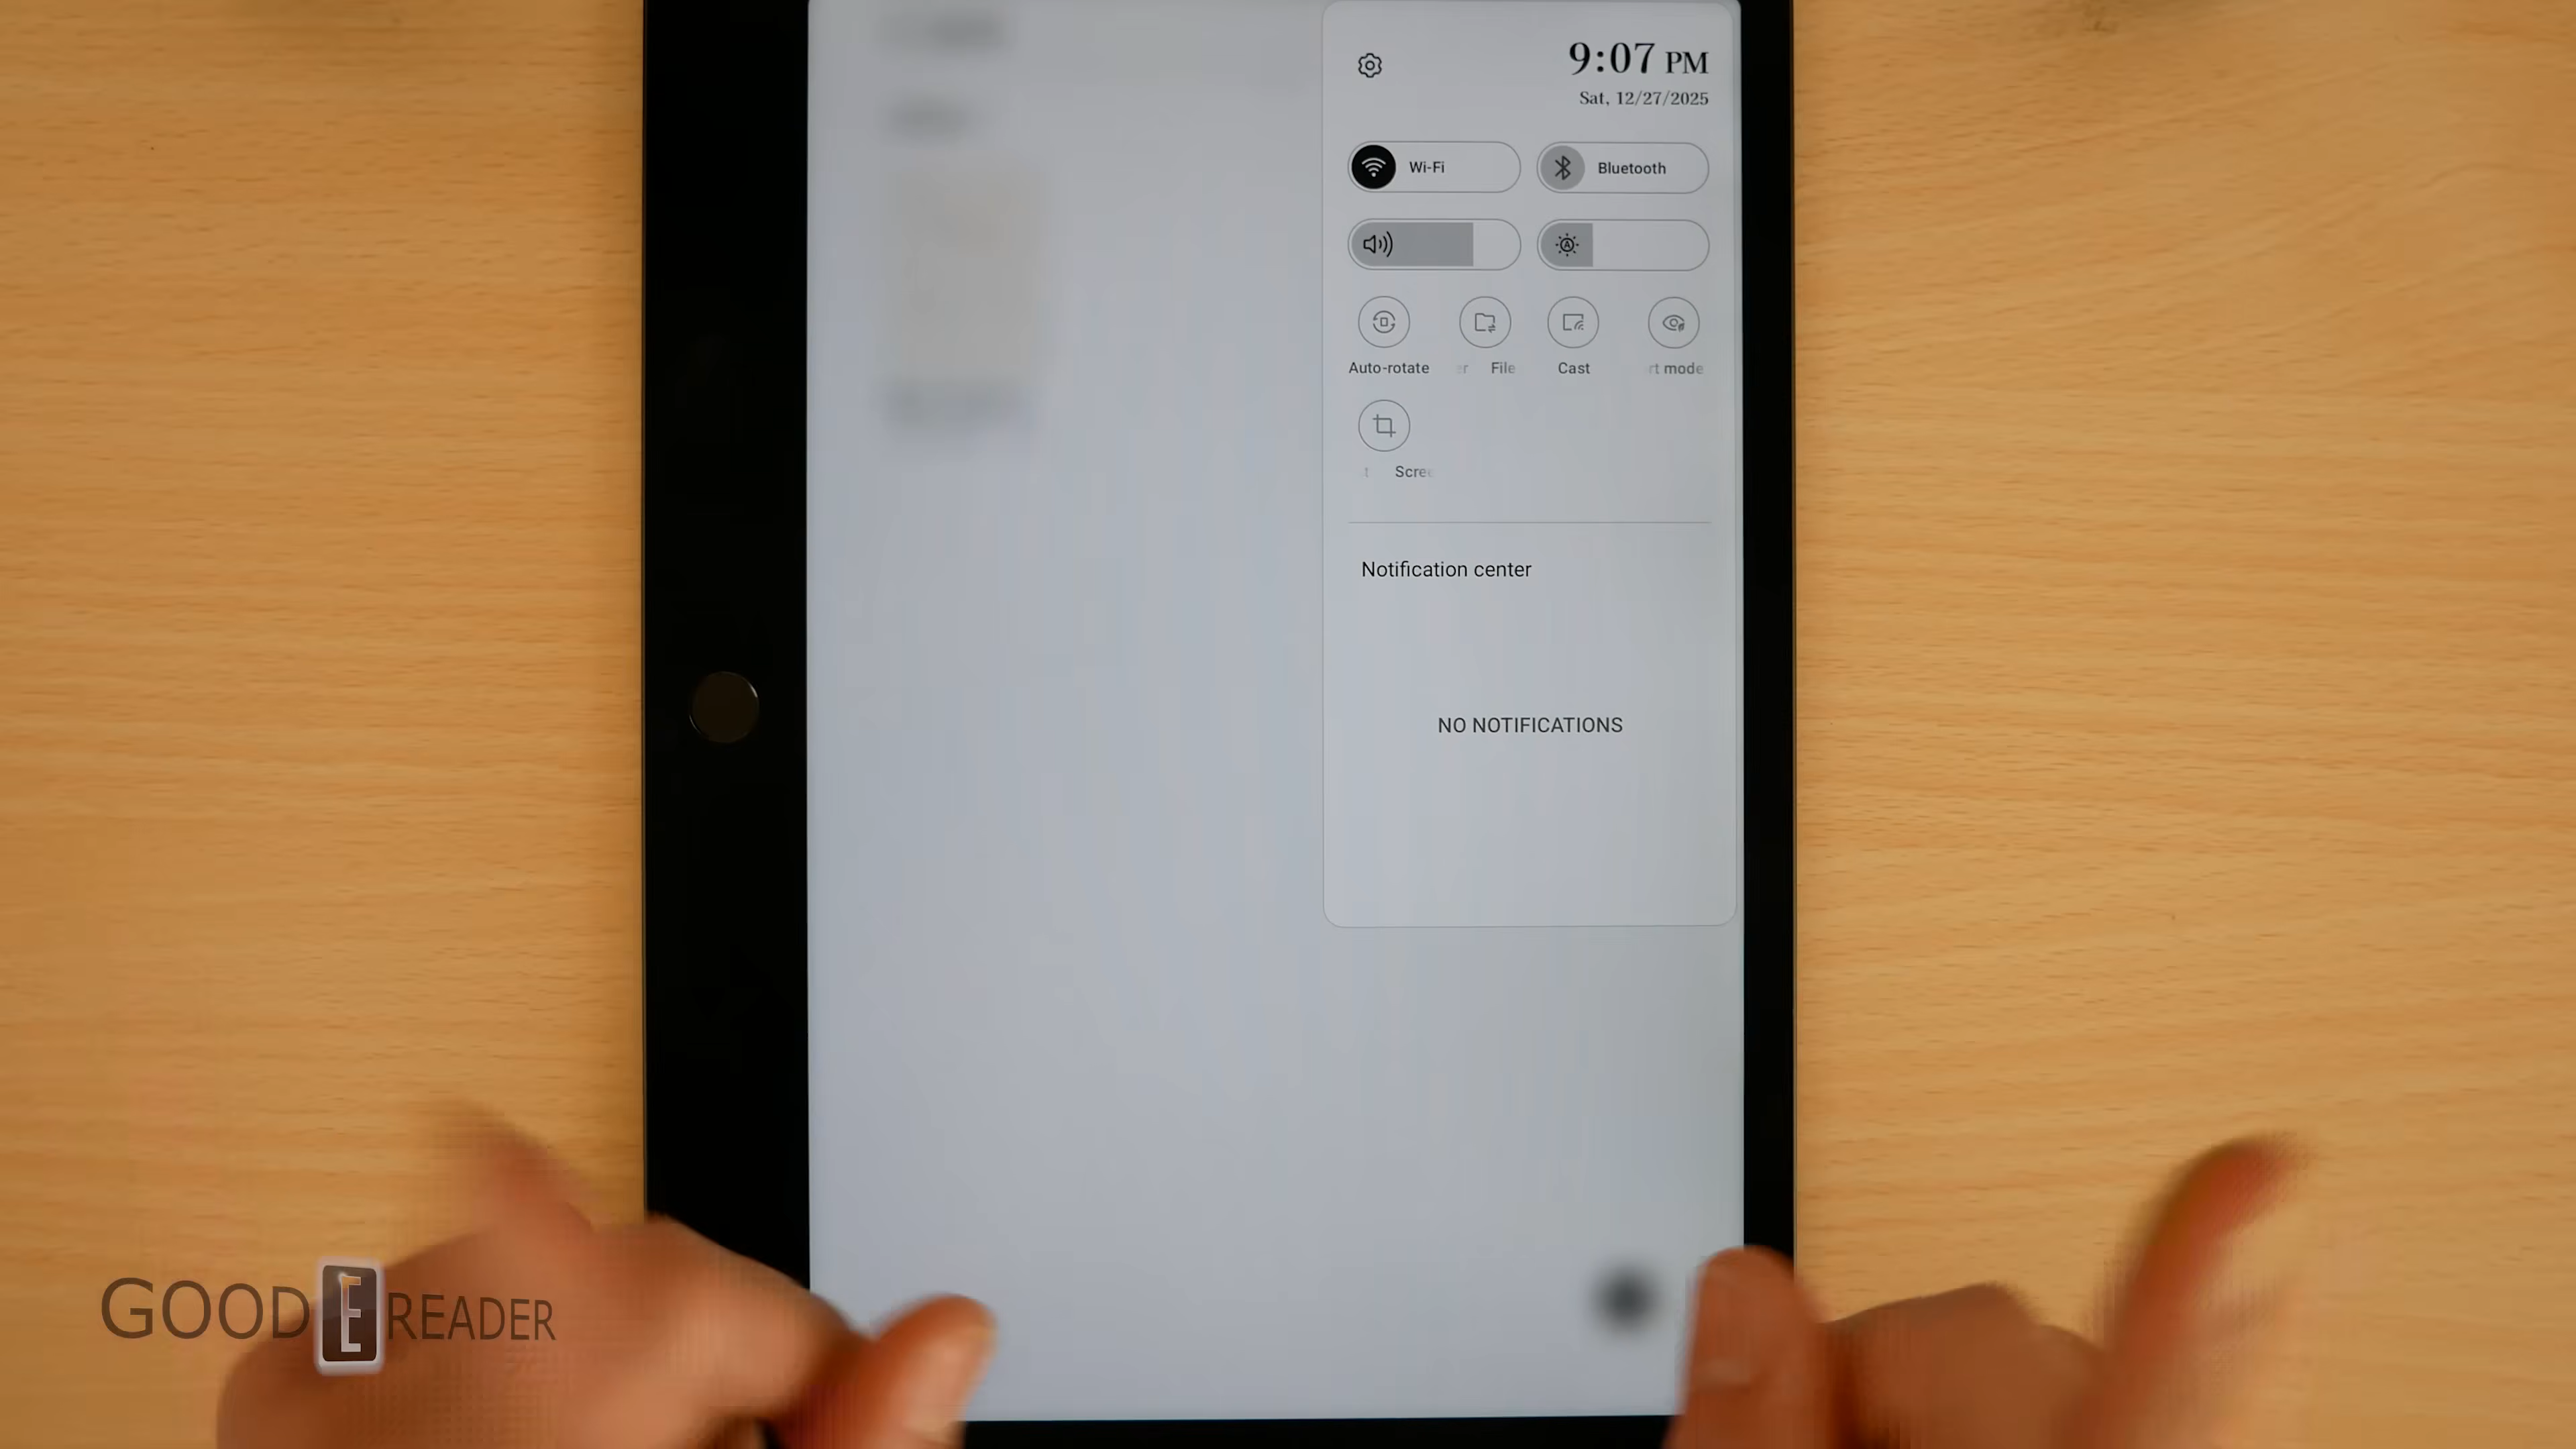 9:07 PM
Sat, 12/27/2025
Wi-Fi
Bluetooth
Auto-rotate
er File
Cast
rt mode
t Scre
Notification center
NO NOTIFICATIONS
GOOD E READER